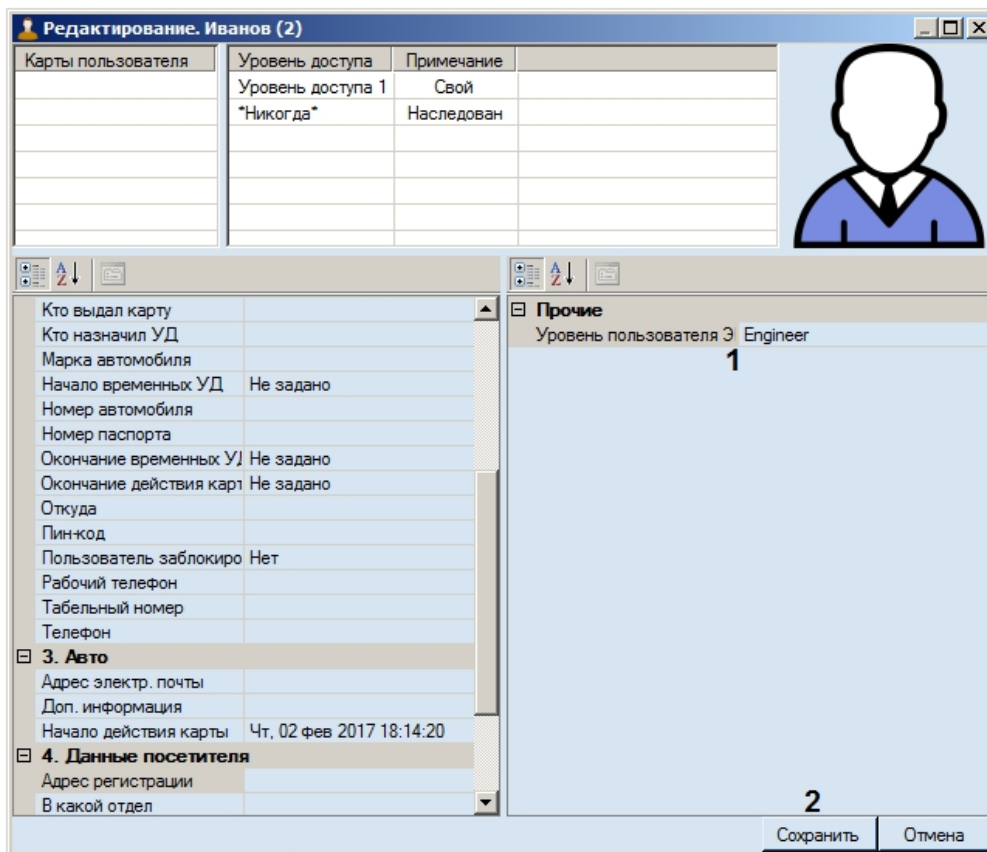 Редактирование. Иванов (2)
Карты пользователя
Уровень доступа Примечание
Уровень доступа 1 Свой
*Никогда* Наследован
Кто выдал карту
Кто назначил УД
Марка автомобиля
Начало временных УД Не задано
Номер автомобиля
Номер паспорта
Окончание временных УД Не задано
Окончание действия карт Не задано
Откуда
Пин-код
Пользователь заблокиро Нет
Рабочий телефон
Табельный номер
Телефон
3. Авто
Адрес электр. почты
Доп. информация
Начало действия карты Чт, 02 фев 2017 18:14:20
4. Данные посетителя
Адрес регистрации
В какой отдел
Прочие
Уровень пользователя Э Engineer
1
2
Сохранить Отмена